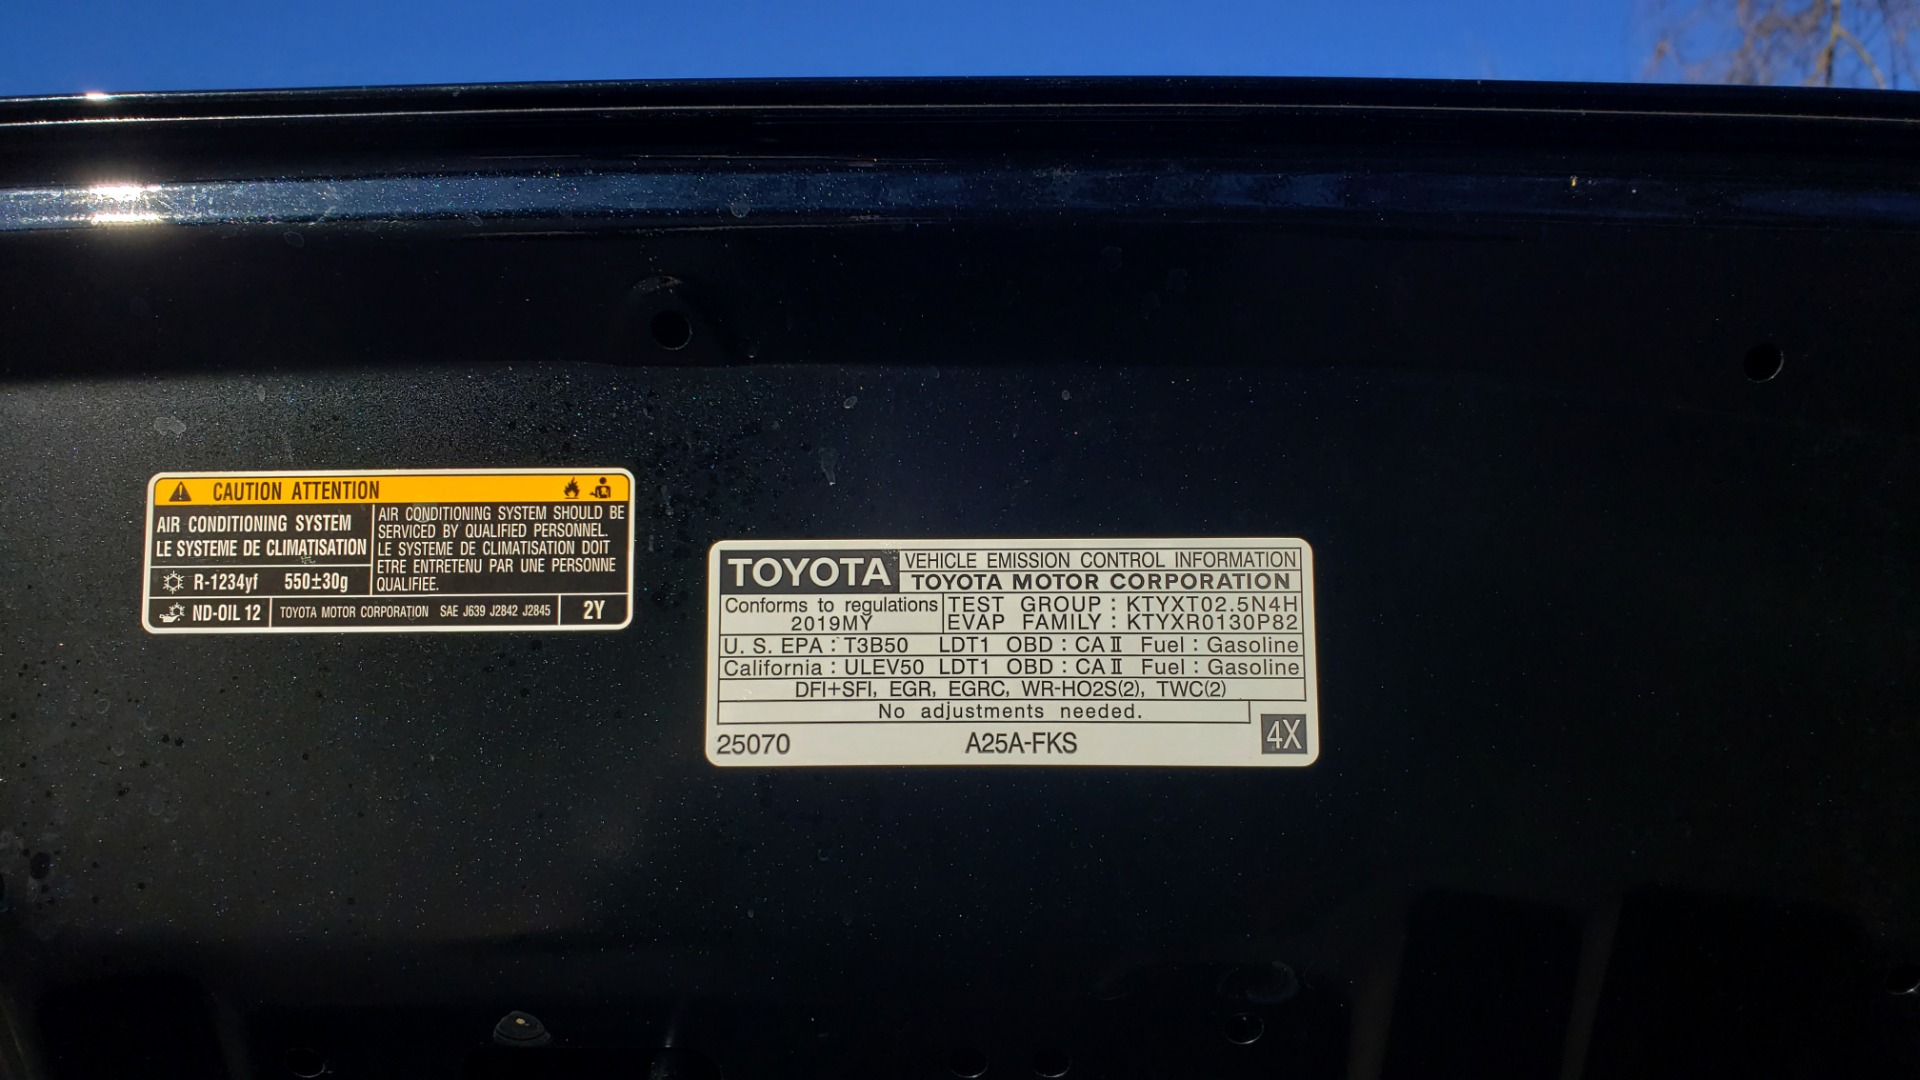 CAUTION ATTENTION
AIR CONDITIONING SYSTEM
LE SYSTEME DE CLIMATISATION
R-1234yf 550±30g
AIR CONDITIONING SYSTEM SHOULD BE
SERVICED BY QUALIFIED PERSONNEL.
LE SYSTEME DE CLIMATISATION DOIT
ETRE ENTRETENU PAR UNE PERSONNE
QUALIFIEE.
ND-OIL 12 TOYOTA MOTOR CORPORATION SAE J639 J2842 J2845 2Y
TOYOTA VEHICLE EMISSION CONTROL INFORMATION
TOYOTA MOTOR CORPORATION
Conforms to regulations
2019MY
TEST GROUP : KTYXT02.5N4H
EVAP FAMILY : KTYXR0130P82
U. S. EPA : T3B50 LDT1 OBD : CAⅡ Fuel : Gasoline
California : ULEV50 LDT1 OBD : CAⅡ Fuel : Gasoline
DFI+SFI, EGR, EGRC, WR-HO2S(2), TWC(2)
No adjustments needed.
25070 A25A-FKS 4X